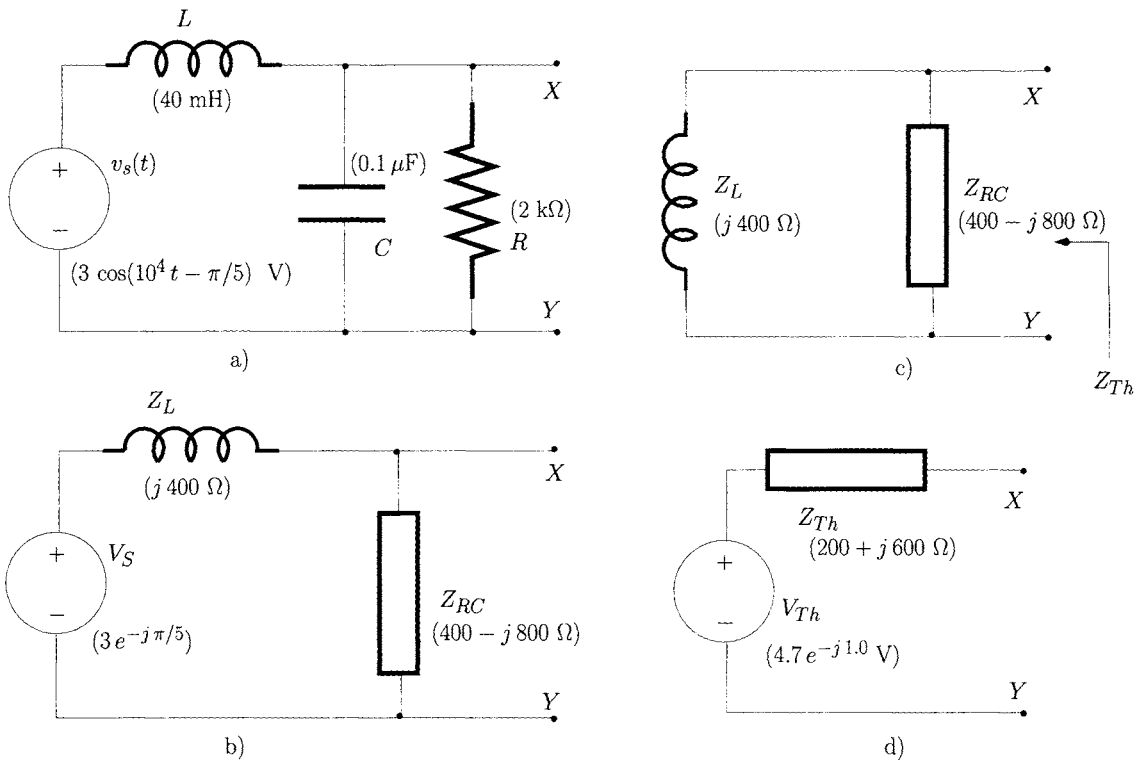 L
(40 mH)
X
v_s(t)
(0.1 μF)
(2 kΩ)
R
C
(3 cos(10^4 t − π/5) V)
+
−
Y
a)
X
Z_L
(j 400 Ω)
Z_RC
(400 − j 800 Ω)
Y
c)
Z_Th
Z_L
(j 400 Ω)
X
+
V_S
−
(3 e^{−j π/5})
Z_RC
(400 − j 800 Ω)
Y
b)
Z_Th
(200 + j 600 Ω)
X
+
V_Th
−
(4.7 e^{−j 1.0} V)
Y
d)